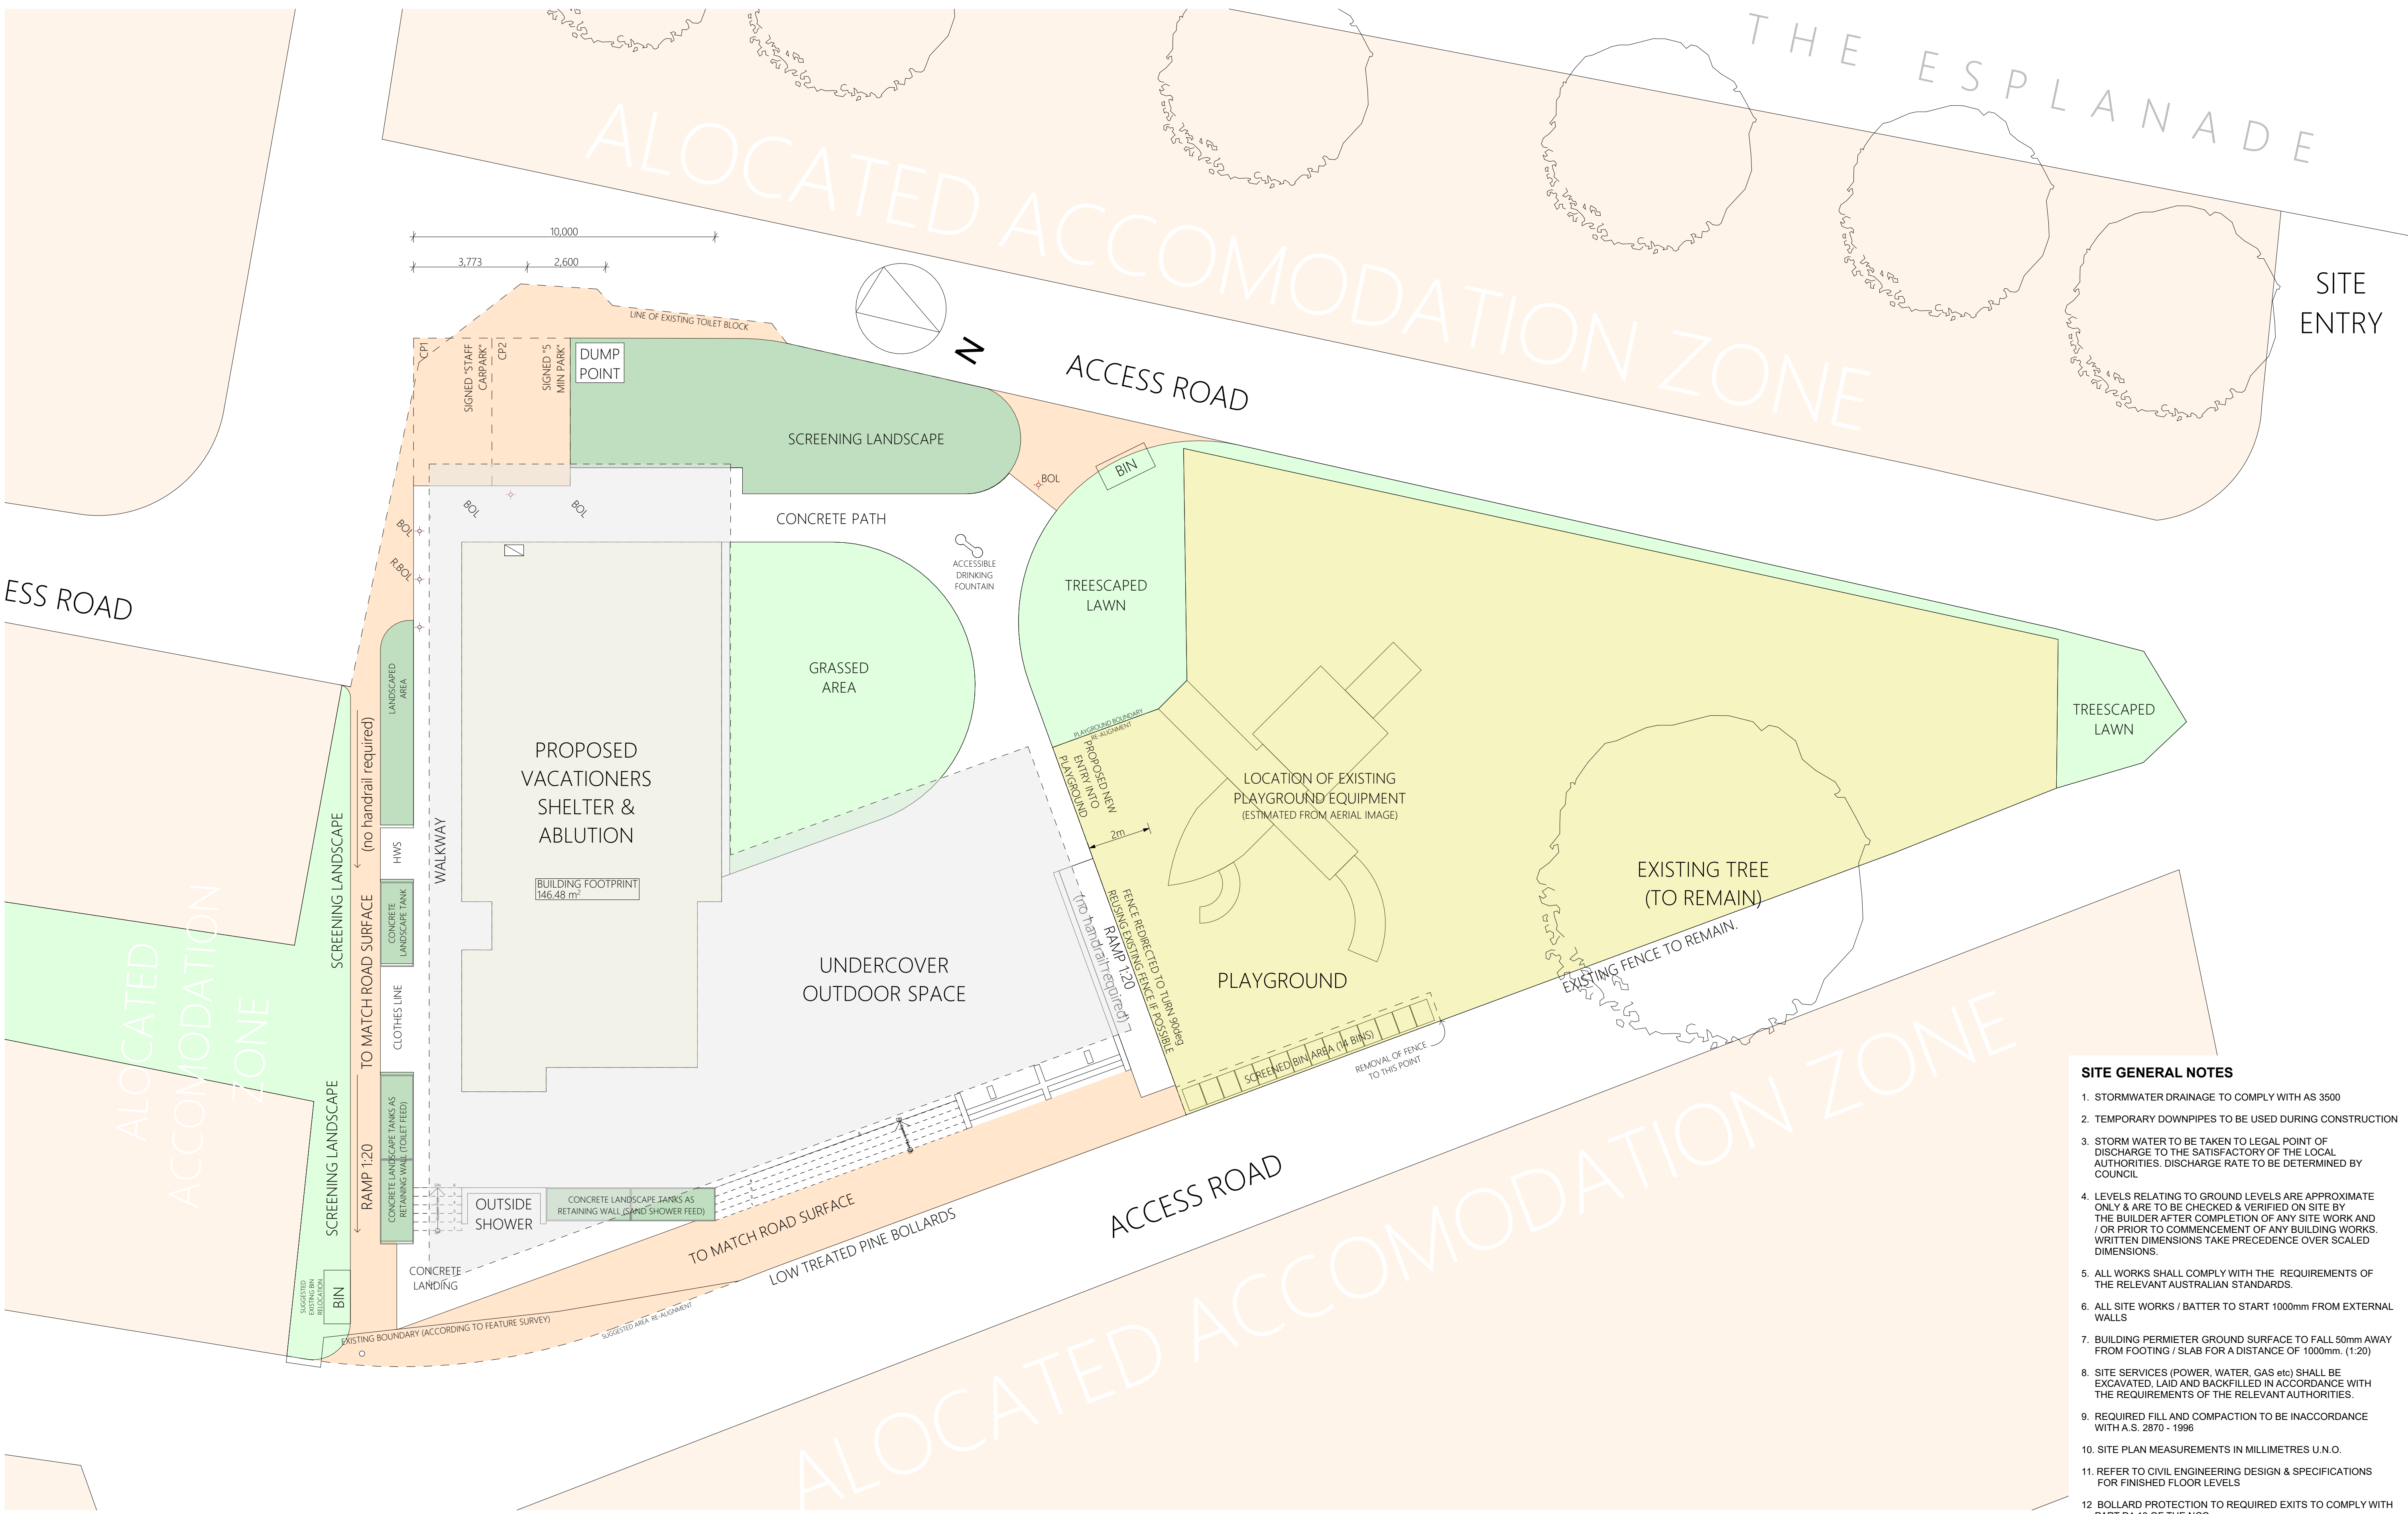 THE ESPLANADE
ALOCATED ACCOMODATION ZONE
SITE
ENTRY
10,000
3,773
2,600
LINE OF EXISTING TOILET BLOCK
N
ACCESS ROAD
CP1
SIGNED "STAFF
CARPARK"
CP2
SIGNED "5
MIN PARK"
DUMP
POINT
SCREENING LANDSCAPE
BOL
BIN
BOL
BOL
BOL
R.BOL
CONCRETE PATH
ACCESSIBLE
DRINKING
FOUNTAIN
ESS ROAD
TREESCAPED
LAWN
GRASSED
AREA
LANDSCAPED
AREA
(no handrail required)
TREESCAPED
LAWN
PLAYGROUND BOUNDARY
RE-ALIGNMENT
PROPOSED NEW
ENTRY INTO
PLAYGROUND
2m
LOCATION OF EXISTING
PLAYGROUND EQUIPMENT
(ESTIMATED FROM AERIAL IMAGE)
PROPOSED
VACATIONERS
SHELTER &
ABLUTION
BUILDING FOOTPRINT
146.48 m²
WALKWAY
HWS
CONCRETE
LANDSCAPE TANK
CLOTHES LINE
SCREENING LANDSCAPE
TO MATCH ROAD SURFACE
ALOCATED
ACCOMODATION
ZONE
EXISTING TREE
(TO REMAIN)
EXISTING FENCE TO REMAIN.
FENCE REDIRECTED TO TURN 90deg
REUSING EXISTING FENCE IF POSSIBLE
RAMP 1:20
(no handrail required)
UNDERCOVER
OUTDOOR SPACE
PLAYGROUND
SCREENED BIN AREA (14 BINS)
REMOVAL OF FENCE
TO THIS POINT
SCREENING LANDSCAPE
RAMP 1:20
CONCRETE LANDSCAPE TANKS AS
RETAINING WALL (TOILET FEED)
OUTSIDE
SHOWER
CONCRETE LANDSCAPE TANKS AS
RETAINING WALL (SAND SHOWER FEED)
TO MATCH ROAD SURFACE
LOW TREATED PINE BOLLARDS
ACCESS ROAD
CONCRETE
LANDING
SUGGESTED
EXISTING BIN
RELOCATION
BIN
EXISTING BOUNDARY (ACCORDING TO FEATURE SURVEY)
SUGGESTED AREA RE-ALIGNMENT
ALOCATED ACCOMODATION ZONE
SITE GENERAL NOTES
1. STORMWATER DRAINAGE TO COMPLY WITH AS 3500
2. TEMPORARY DOWNPIPES TO BE USED DURING CONSTRUCTION
3. STORM WATER TO BE TAKEN TO LEGAL POINT OF
DISCHARGE TO THE SATISFACTORY OF THE LOCAL
AUTHORITIES. DISCHARGE RATE TO BE DETERMINED BY
COUNCIL
4. LEVELS RELATING TO GROUND LEVELS ARE APPROXIMATE
ONLY & ARE TO BE CHECKED & VERIFIED ON SITE BY
THE BUILDER AFTER COMPLETION OF ANY SITE WORK AND
/ OR PRIOR TO COMMENCEMENT OF ANY BUILDING WORKS.
WRITTEN DIMENSIONS TAKE PRECEDENCE OVER SCALED
DIMENSIONS.
5. ALL WORKS SHALL COMPLY WITH THE REQUIREMENTS OF
THE RELEVANT AUSTRALIAN STANDARDS.
6. ALL SITE WORKS / BATTER TO START 1000mm FROM EXTERNAL
WALLS
7. BUILDING PERMIETER GROUND SURFACE TO FALL 50mm AWAY
FROM FOOTING / SLAB FOR A DISTANCE OF 1000mm. (1:20)
8. SITE SERVICES (POWER, WATER, GAS etc) SHALL BE
EXCAVATED, LAID AND BACKFILLED IN ACCORDANCE WITH
THE REQUIREMENTS OF THE RELEVANT AUTHORITIES.
9. REQUIRED FILL AND COMPACTION TO BE INACCORDANCE
WITH A.S. 2870 - 1996
10. SITE PLAN MEASUREMENTS IN MILLIMETRES U.N.O.
11. REFER TO CIVIL ENGINEERING DESIGN & SPECIFICATIONS
FOR FINISHED FLOOR LEVELS
12 BOLLARD PROTECTION TO REQUIRED EXITS TO COMPLY WITH